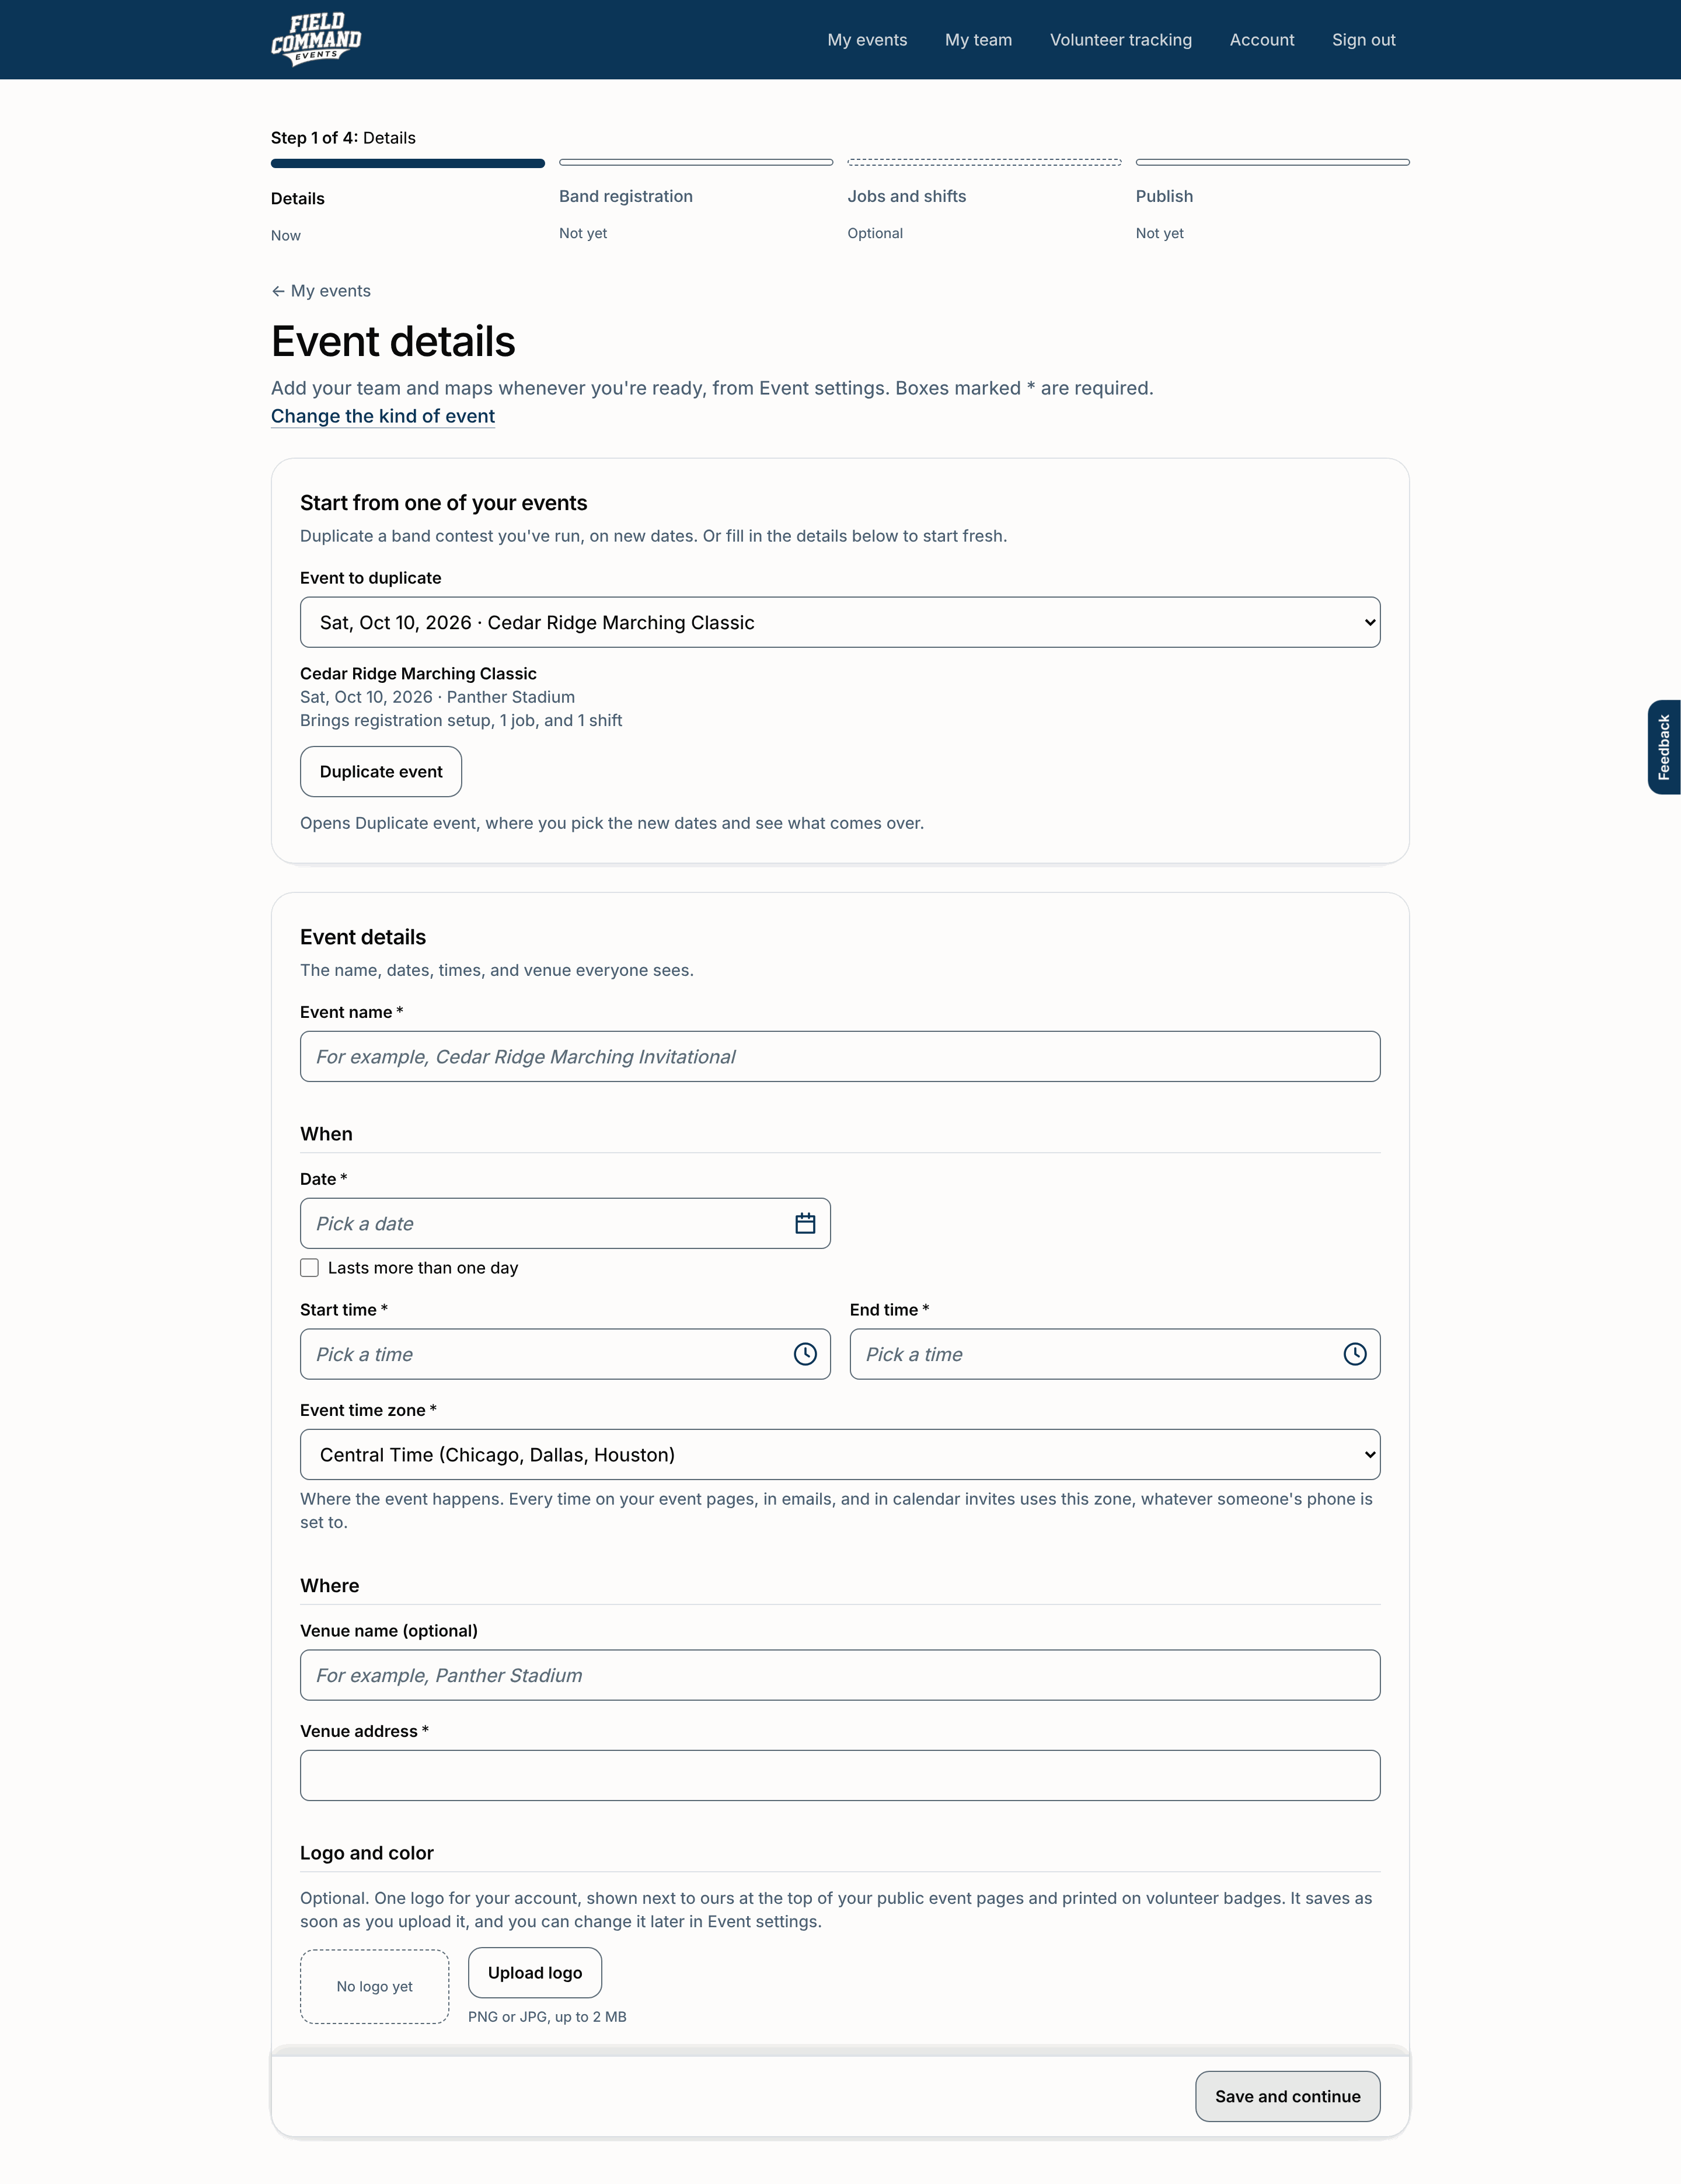 FIELD
COMMAND
EVENTS
My events
My team
Volunteer tracking
Account
Sign out
Step 1 of 4: Details
Details
Now
Band registration
Not yet
Jobs and shifts
Optional
Publish
Not yet
← My events
Event details
Add your team and maps whenever you're ready, from Event settings. Boxes marked * are required.
Change the kind of event
Start from one of your events
Duplicate a band contest you've run, on new dates. Or fill in the details below to start fresh.
Event to duplicate
Sat, Oct 10, 2026 · Cedar Ridge Marching Classic
Cedar Ridge Marching Classic
Sat, Oct 10, 2026 · Panther Stadium
Brings registration setup, 1 job, and 1 shift
Duplicate event
Opens Duplicate event, where you pick the new dates and see what comes over.
Feedback
Event details
The name, dates, times, and venue everyone sees.
Event name *
For example, Cedar Ridge Marching Invitational
When
Date *
Pick a date
Lasts more than one day
Start time *
Pick a time
End time *
Pick a time
Event time zone *
Central Time (Chicago, Dallas, Houston)
Where the event happens. Every time on your event pages, in emails, and in calendar invites uses this zone, whatever someone's phone is
set to.
Where
Venue name (optional)
For example, Panther Stadium
Venue address *
Logo and color
Optional. One logo for your account, shown next to ours at the top of your public event pages and printed on volunteer badges. It saves as
soon as you upload it, and you can change it later in Event settings.
No logo yet
Upload logo
PNG or JPG, up to 2 MB
Save and continue